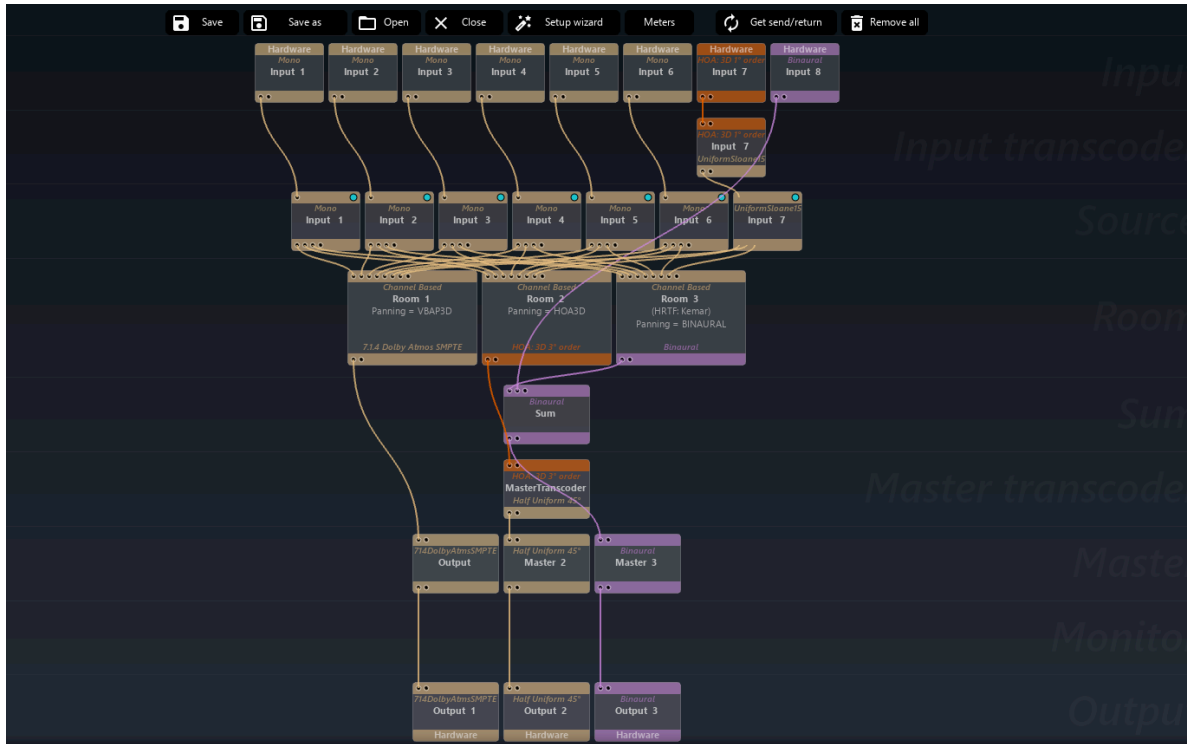 Save
Save as
Open
Close
Setup wizard
Meters
Get send/return
Remove all
Hardware Hardware Hardware Hardware Hardware Hardware Hardware Hardware
Mono Mono Mono Mono Mono Mono HOA: 3D 1° order Binaural
Input 1 Input 2 Input 3 Input 4 Input 5 Input 6 Input 7 Input 8
Input
HOA: 3D 1° order
Input 7
UniformSloane15
Input transcode
Mono Mono Mono Mono Mono Mono UniformSloane15
Input 1 Input 2 Input 3 Input 4 Input 5 Input 6 Input 7
Source
Channel Based Channel Based Channel Based
Room 1 Room 2 Room 3
Panning = VBAP3D Panning = HOA3D (HRTF: Kemar)
Panning = BINAURAL
7.1.4 Dolby Atmos SMPTE HOA: 3D 3° order Binaural
Room
Binaural
Sum
Sum
HOA: 3D 3° order
MasterTranscoder
Half Uniform 45°
Master transcode
714DolbyAtmsSMPTE Half Uniform 45° Binaural
Output Master 2 Master 3
Master
Monito
714DolbyAtmsSMPTE Half Uniform 45° Binaural
Output 1 Output 2 Output 3
Hardware Hardware Hardware
Outpu